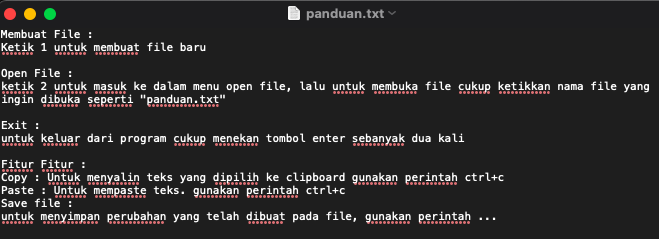 panduan.txt
Membuat File :
Ketik 1 untuk membuat file baru
Open File :
ketik 2 untuk masuk ke dalam menu open file, lalu untuk membuka file cukup ketikkan nama file yang
ingin dibuka seperti "panduan.txt"
Exit :
untuk keluar dari program cukup menekan tombol enter sebanyak dua kali
Fitur Fitur :
Copy : Untuk menyalin teks yang dipilih ke clipboard gunakan perintah ctrl+c
Paste : Untuk mempaste teks. gunakan perintah ctrl+c
Save file :
untuk menyimpan perubahan yang telah dibuat pada file, gunakan perintah ...